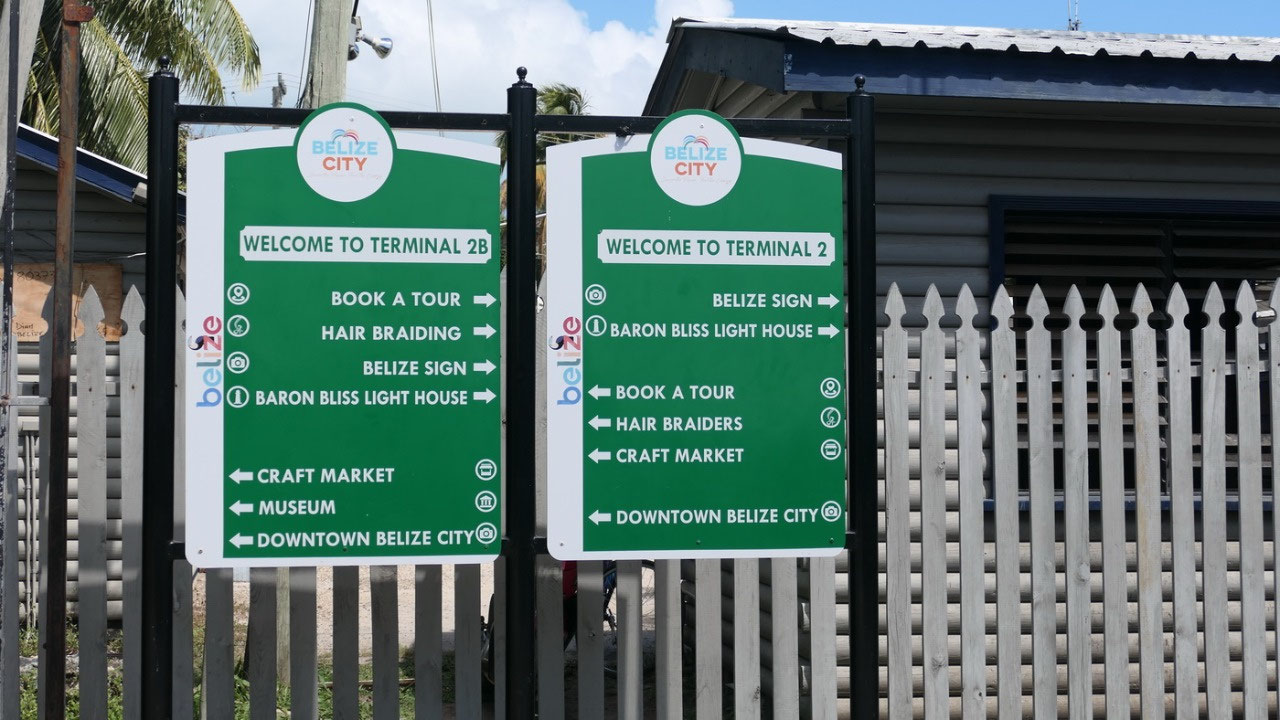 BELIZE
CITY
WELCOME TO TERMINAL 2B
BOOK A TOUR
HAIR BRAIDING
BELIZE SIGN
BARON BLISS LIGHT HOUSE
CRAFT MARKET
MUSEUM
DOWNTOWN BELIZE CITY
belize
BELIZE
CITY
WELCOME TO TERMINAL 2
BELIZE SIGN
BARON BLISS LIGHT HOUSE
BOOK A TOUR
HAIR BRAIDERS
CRAFT MARKET
DOWNTOWN BELIZE CITY
belize